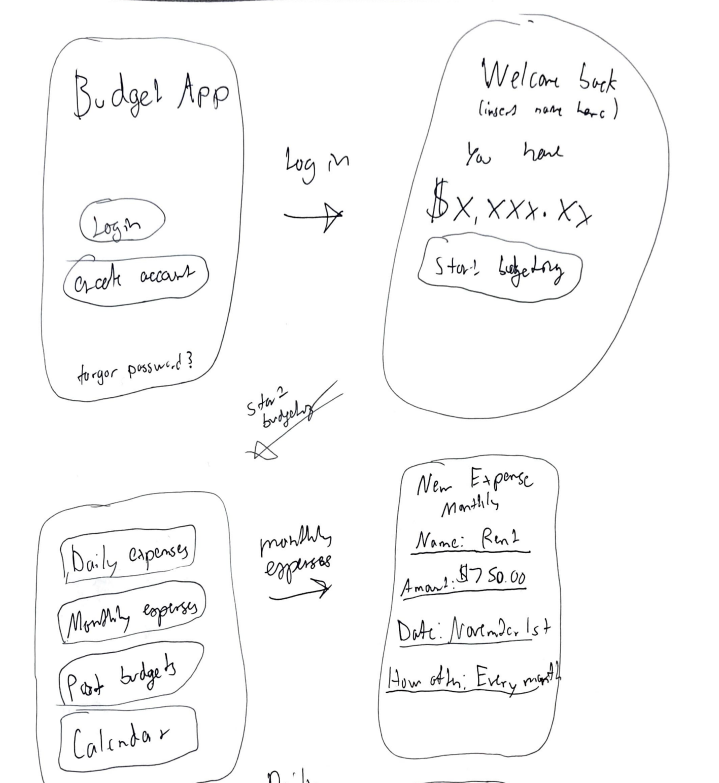 Budget App
Login
create account
forgor password?
Log in
Welcome back
(insert name here)
You have
$X,XXX.XX
Start budgeting
Start
budgeting
Daily expenses
Monthly expenses
Past budgets
Calendar
monthly
expenses
New Expense
Monthly
Name: Rent
Amount: $750.00
Date: November 1st
How often: Every month